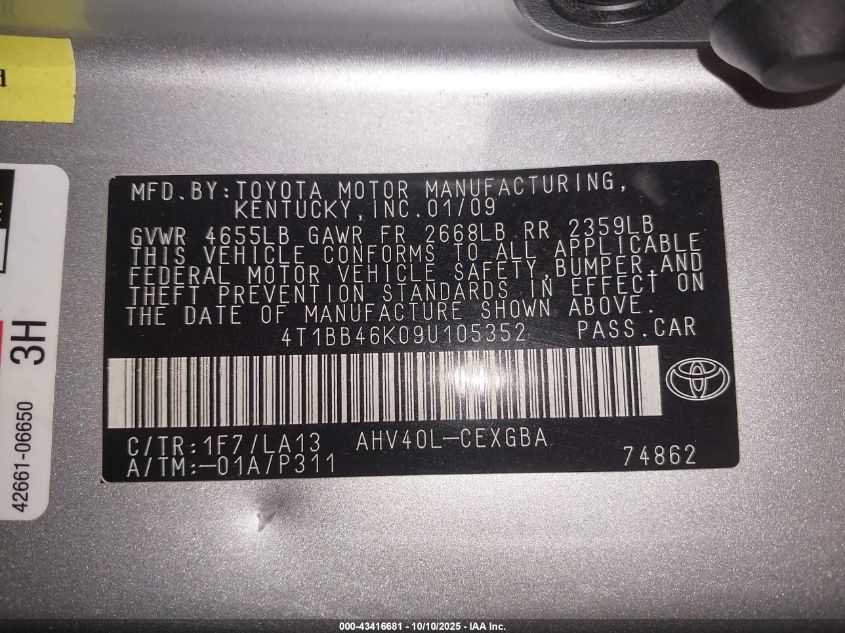 d
MFD.BY:TOYOTA MOTOR MANUFACTURING,
KENTUCKY,INC.01/09
GVWR 4655LB GAWR FR 2668LB RR 2359LB
THIS VEHICLE CONFORMS TO ALL APPLICABLE
FEDERAL MOTOR VEHICLE SAFETY,BUMPER,AND
THEFT PREVENTION STANDARDS IN EFFECT ON
THE DATE OF MANUFACTURE SHOWN ABOVE.
4T1BB46K09U105352 PASS.CAR
C/TR:1F7/LA13 AHV40L-CEXGBA
A/TM:-01A/P311 74862
3H
42661-06650
000-43416681 - 10/10/2025 - IAA Inc.